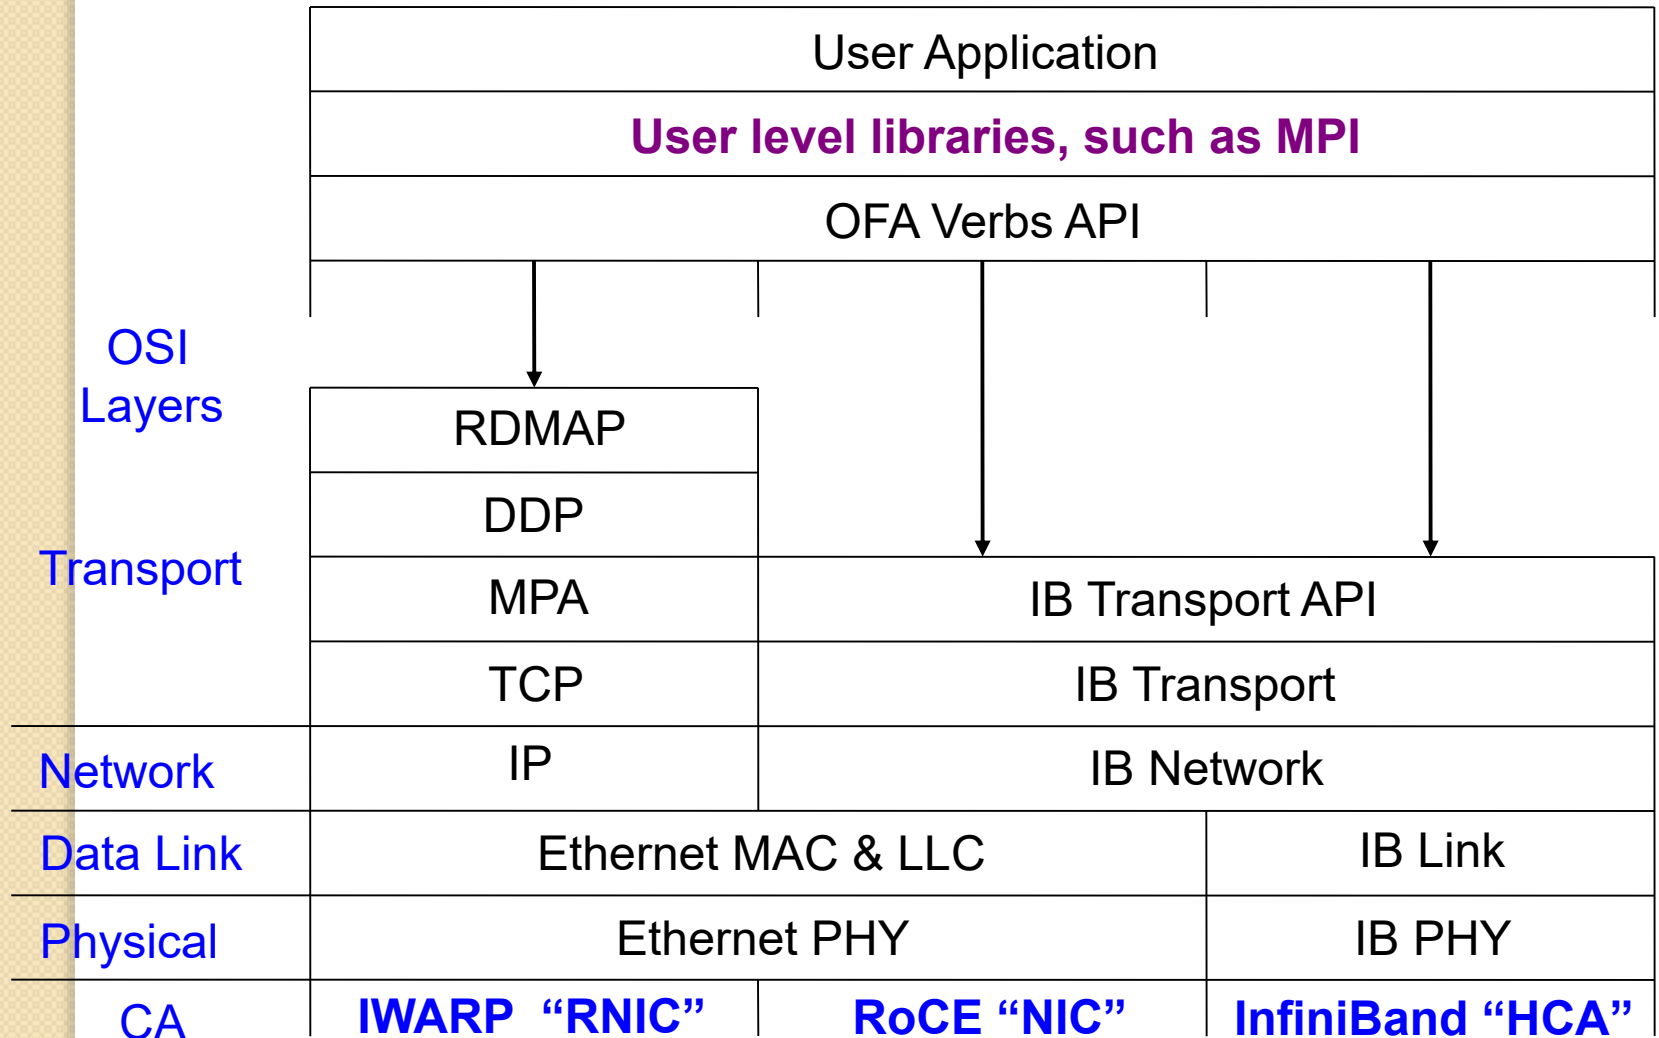 User Application
User level libraries, such as MPI
OFA Verbs API
OSI
Layers
RDMAP
DDP
Transport
MPA
IB Transport API
TCP
IB Transport
Network
IP
IB Network
Data Link
Ethernet MAC & LLC
IB Link
Physical
Ethernet PHY
IB PHY
CA
IWARP “RNIC”
RoCE “NIC”
InfiniBand “HCA”